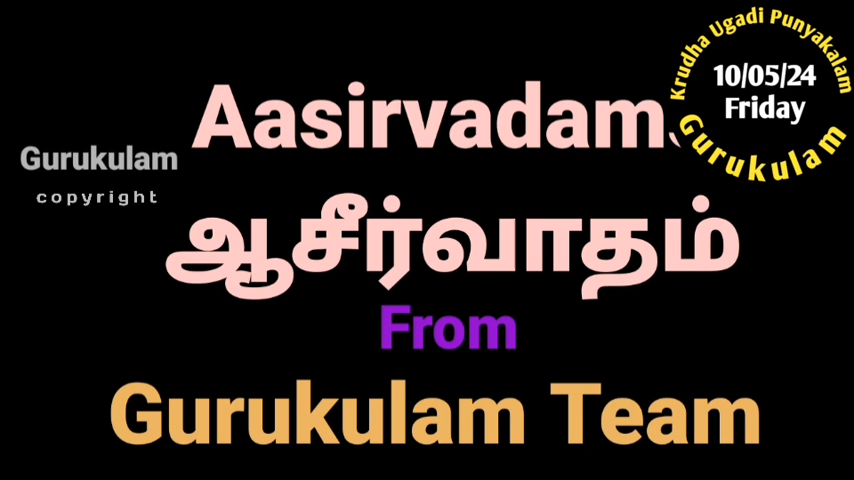 Krudha Ugadi Punyakalam
10/05/24
Friday
Gurukulam
Aasirvadam
Gurukulam
copyright
ஆசீர்வாதம்
From
Gurukulam Team